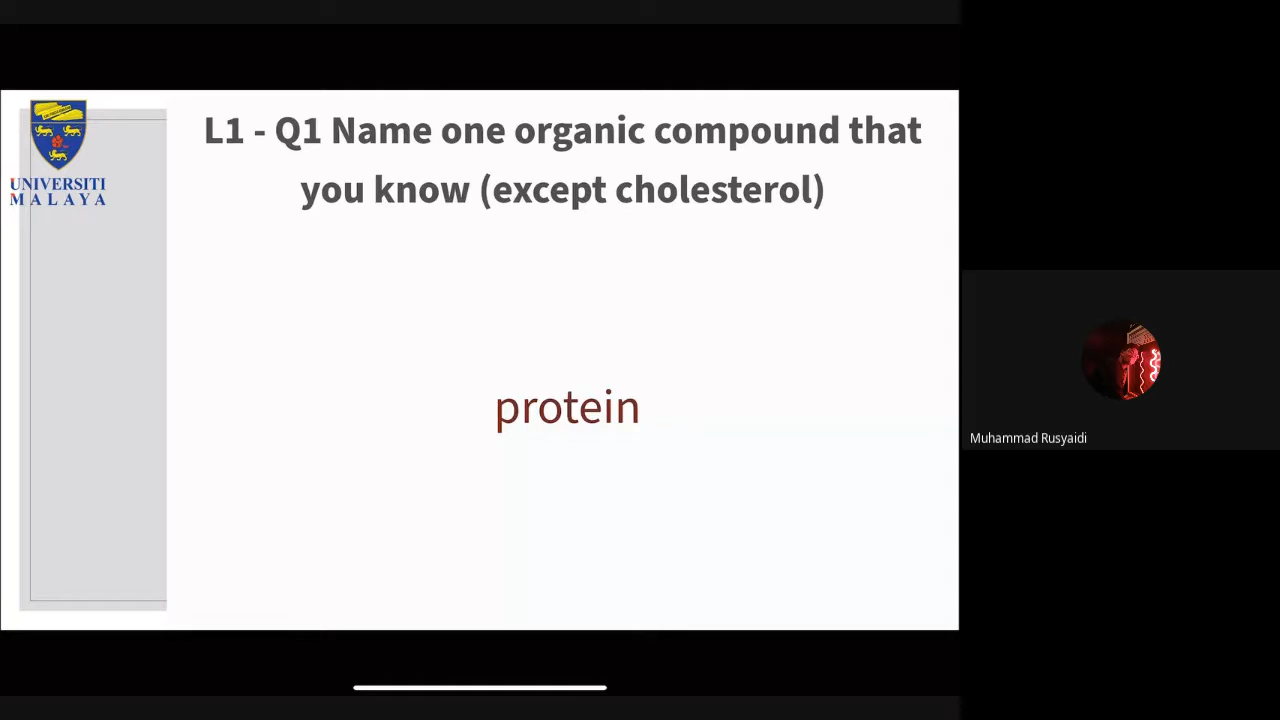 UNIVERSITI
MALAYA
L1 - Q1 Name one organic compound that
you know (except cholesterol)
protein
Muhammad Rusyaidi